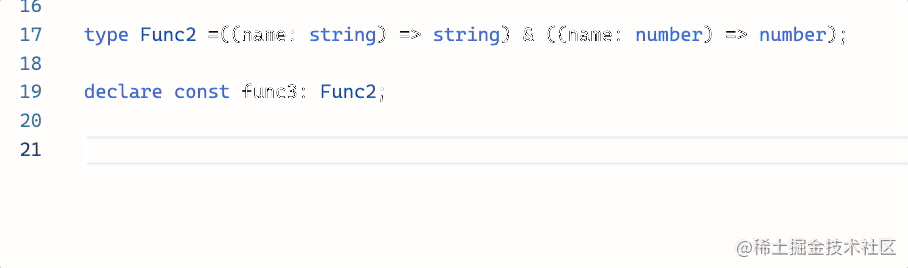 16
17 type Func2 =((name: string) => string) & ((name: number) => number);
18
19 declare const func3: Func2;
20
21
@稀土掘金技术社区